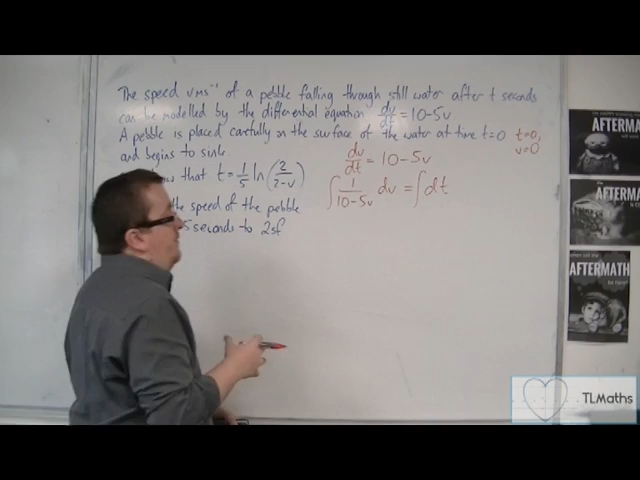 The speed v ms⁻¹ of a pebble falling through still water after t seconds
can be modelled by the differential equation dv/dt = 10-5v
A pebble is placed carefully on the surface of the water at time t=0
and begins to sink.
that t = 1/5 ln(2/(2-v))
the speed of the pebble
5 seconds to 2sf
t=0,
v=0
dv/dt = 10-5v
∫ 1/(10-5v) dv = ∫ dt
AFTERMATH
AFTERMATH
AFTERMATH
TLMaths